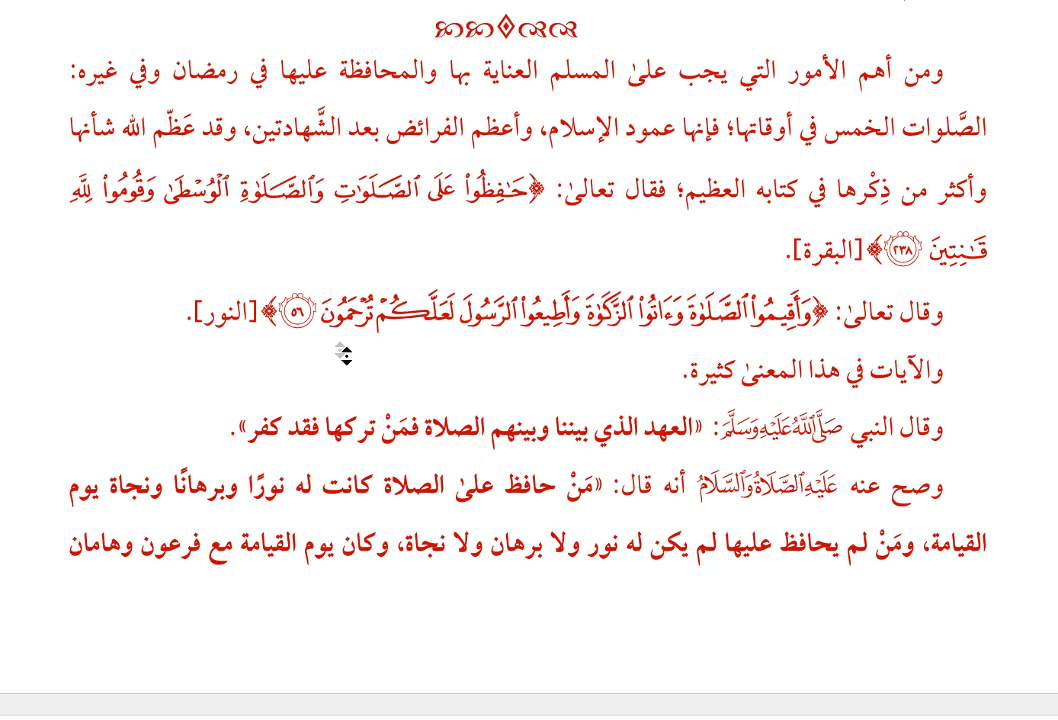 ومن أهم الأمور التي يجب علىٰ المسلم العناية بها والمحافظة عليها في رمضان وفي غيره:
الصَّلوات الخمس في أوقاتها؛ فإنها عمود الإسلام، وأعظم الفرائض بعد الشَّهادتين، وقد عَظّم الله شأنها
وأكثر من ذِكْرها في كتابه العظيم؛ فقال تعالىٰ: ﴿حَـٰفِظُوا۟ عَلَى ٱلصَّلَوَٰتِ وَٱلصَّلَوٰةِ ٱلْوُسْطَىٰ وَقُومُوا۟ لِلَّهِ
قَـٰنِتِينَ ٢٣٨﴾ [البقرة].
وقال تعالىٰ: ﴿وَأَقِيمُوا۟ ٱلصَّلَوٰةَ وَءَاتُوا۟ ٱلزَّكَوٰةَ وَأَطِيعُوا۟ ٱلرَّسُولَ لَعَلَّكُمْ تُرْحَمُونَ ٥٦﴾ [النور].
والآيات في هذا المعنىٰ كثيرة.
وقال النبي صَلَّىٱللَّهُعَلَيْهِوَسَلَّمَ: «العهد الذي بيننا وبينهم الصلاة فمَنْ تركها فقد كفر».
وصح عنه عَلَيْهِٱلصَّلَاةُوَٱلسَّلَامُ أنه قال: «مَنْ حافظ علىٰ الصلاة كانت له نورًا وبرهانًا ونجاة يوم
القيامة، ومَنْ لم يحافظ عليها لم يكن له نور ولا برهان ولا نجاة، وكان يوم القيامة مع فرعون وهامان